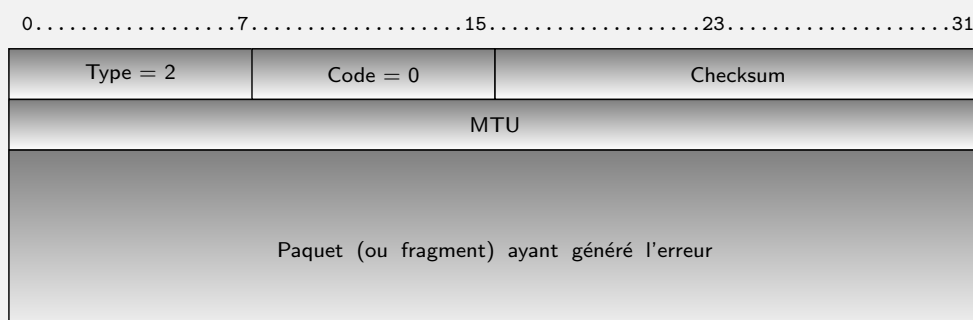 0...................7...................15.....................23......................31
Type = 2 Code = 0 Checksum
MTU
Paquet (ou fragment) ayant généré l'erreur